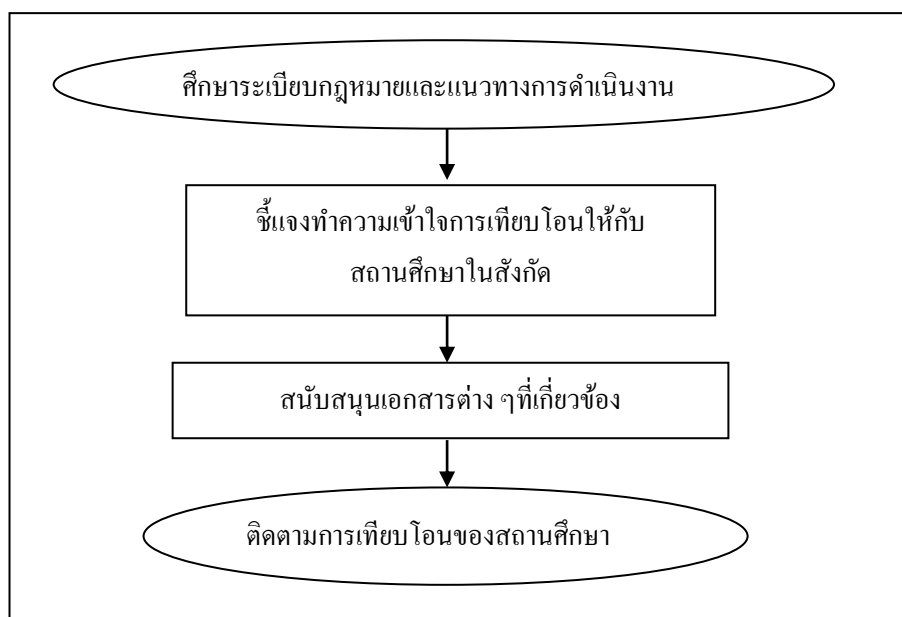 ศึกษาระเบียบกฎหมายและแนวทางการดำเนินงาน
ชี้แจงทำความเข้าใจการเทียบโอนให้กับ
สถานศึกษาในสังกัด
สนับสนุนเอกสารต่าง ๆที่เกี่ยวข้อง
ติดตามการเทียบโอนของสถานศึกษา